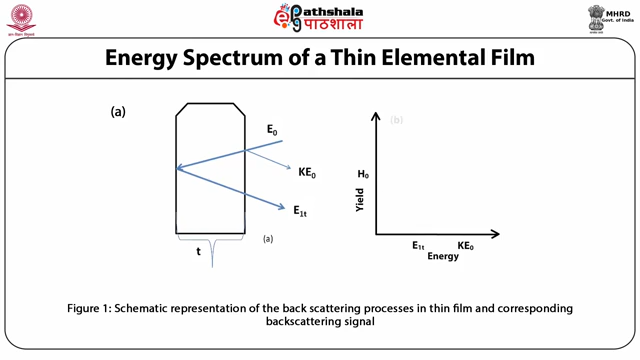 Pathshala
पाठशाला
MHRD
Govt. of India
Energy Spectrum of a Thin Elemental Film
(a)
(b)
E₀
KE₀
E₁ₜ
t
(a)
H₀
Yield
E₁ₜ KE₀
Energy
Figure 1: Schematic representation of the back scattering processes in thin film and corresponding
backscattering signal